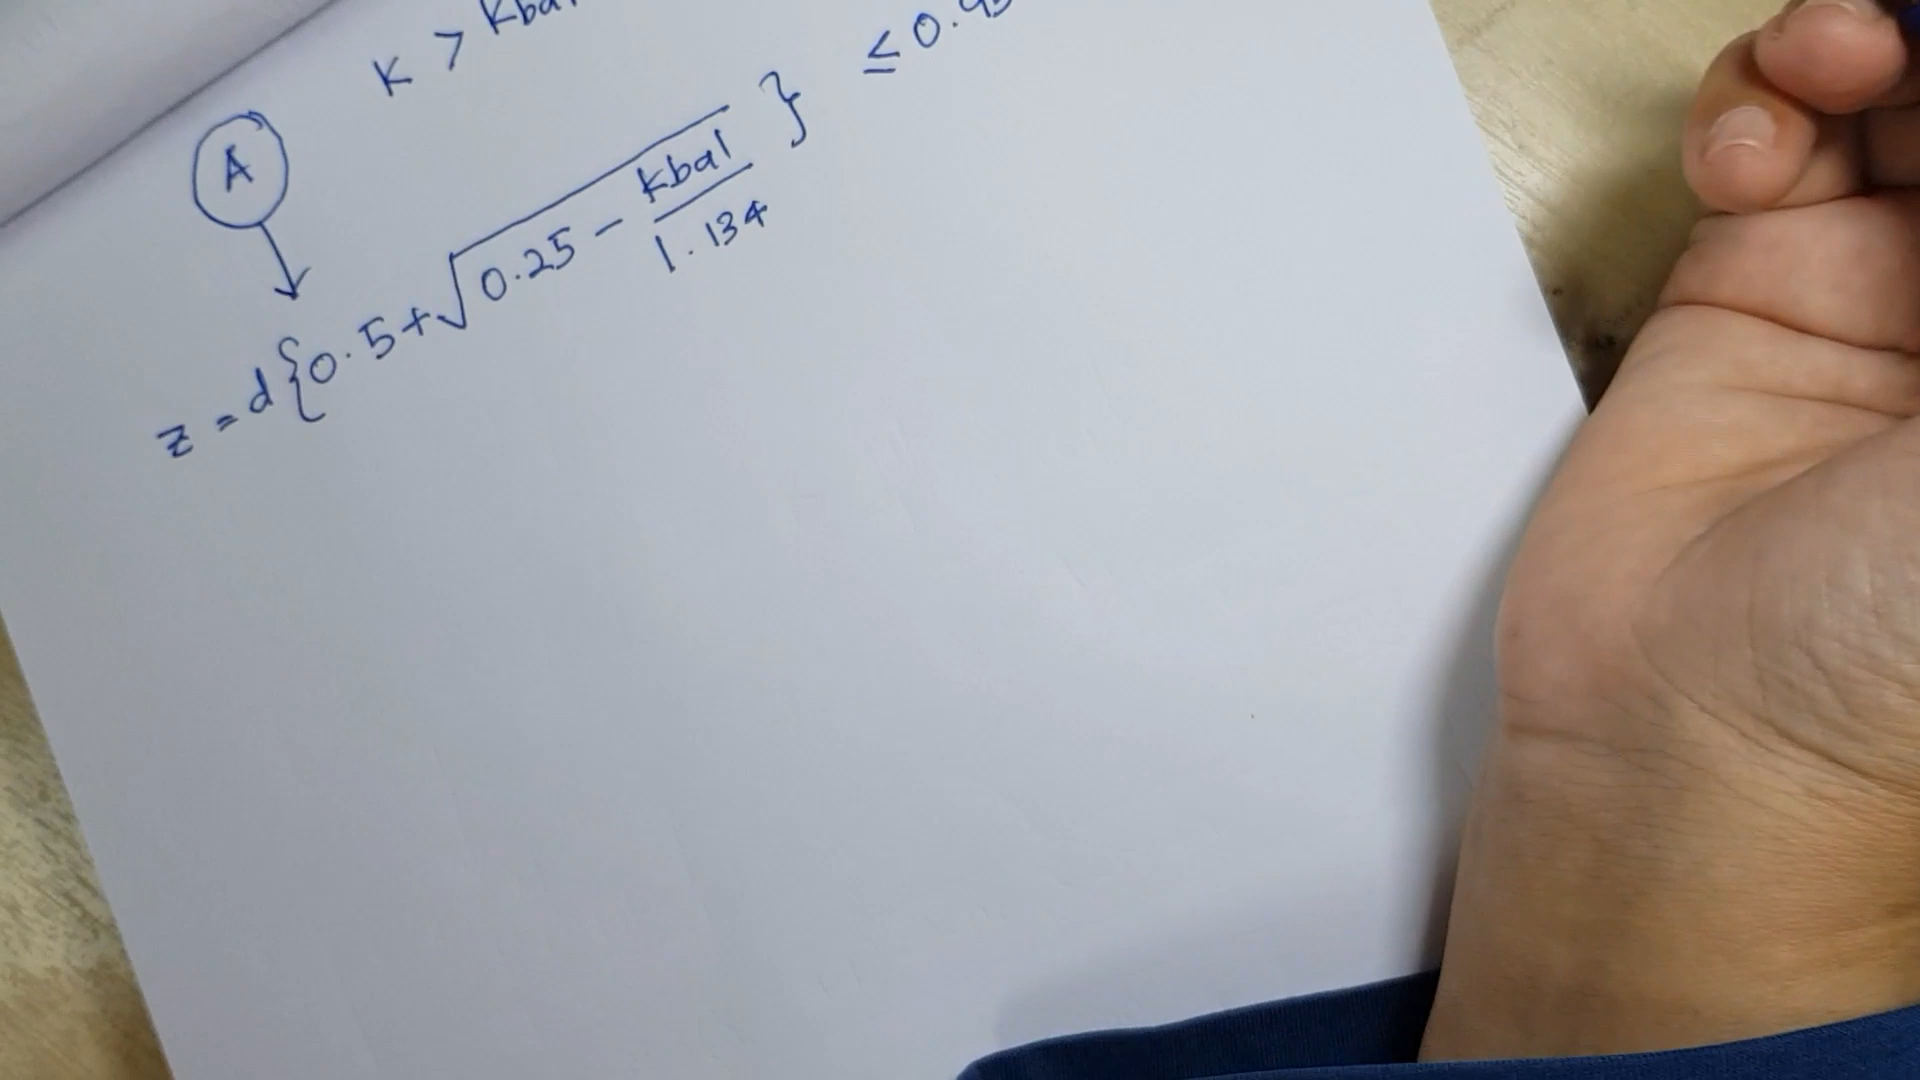 K > Kbal
A
z = d{0.5+√(0.25 - kbal/1.134)} ≤ 0.95